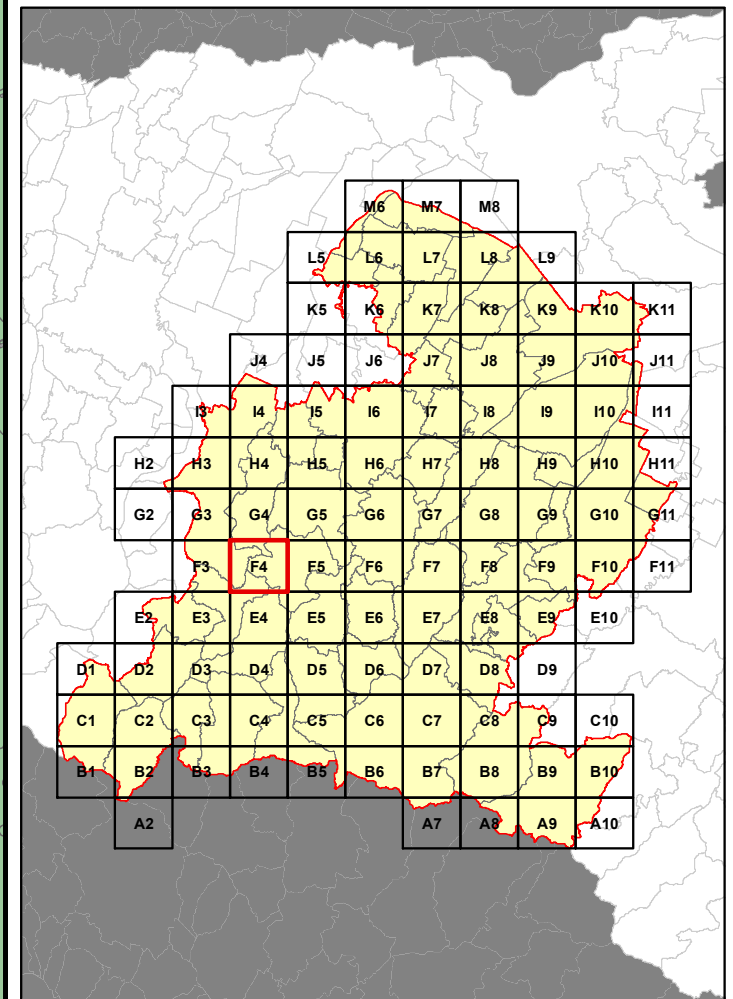 M6 M7 M8
L5 L6 L7 L8 L9
K5 K6 K7 K8 K9 K10 K11
J4 J5 J6 J7 J8 J9 J10 J11
I3 I4 I5 I6 I7 I8 I9 I10 I11
H2 H3 H4 H5 H6 H7 H8 H9 H10 H11
G2 G3 G4 G5 G6 G7 G8 G9 G10 G11
F3 F4 F5 F6 F7 F8 F9 F10 F11
E2 E3 E4 E5 E6 E7 E8 E9 E10
D1 D2 D3 D4 D5 D6 D7 D8 D9
C1 C2 C3 C4 C5 C6 C7 C8 C9 C10
B1 B2 B3 B4 B5 B6 B7 B8 B9 B10
A2 A7 A8 A9 A10